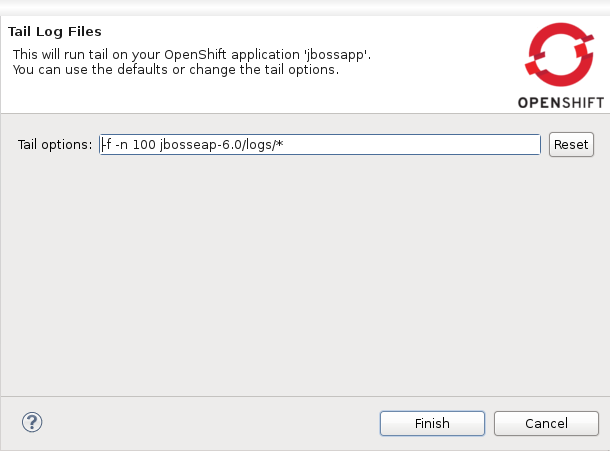 Tail Log Files
This will run tail on your OpenShift application 'jbossapp'.
You can use the defaults or change the tail options.
OPENSHIFT
Tail options: -f -n 100 jbosseap-6.0/logs/* Reset
? Finish Cancel